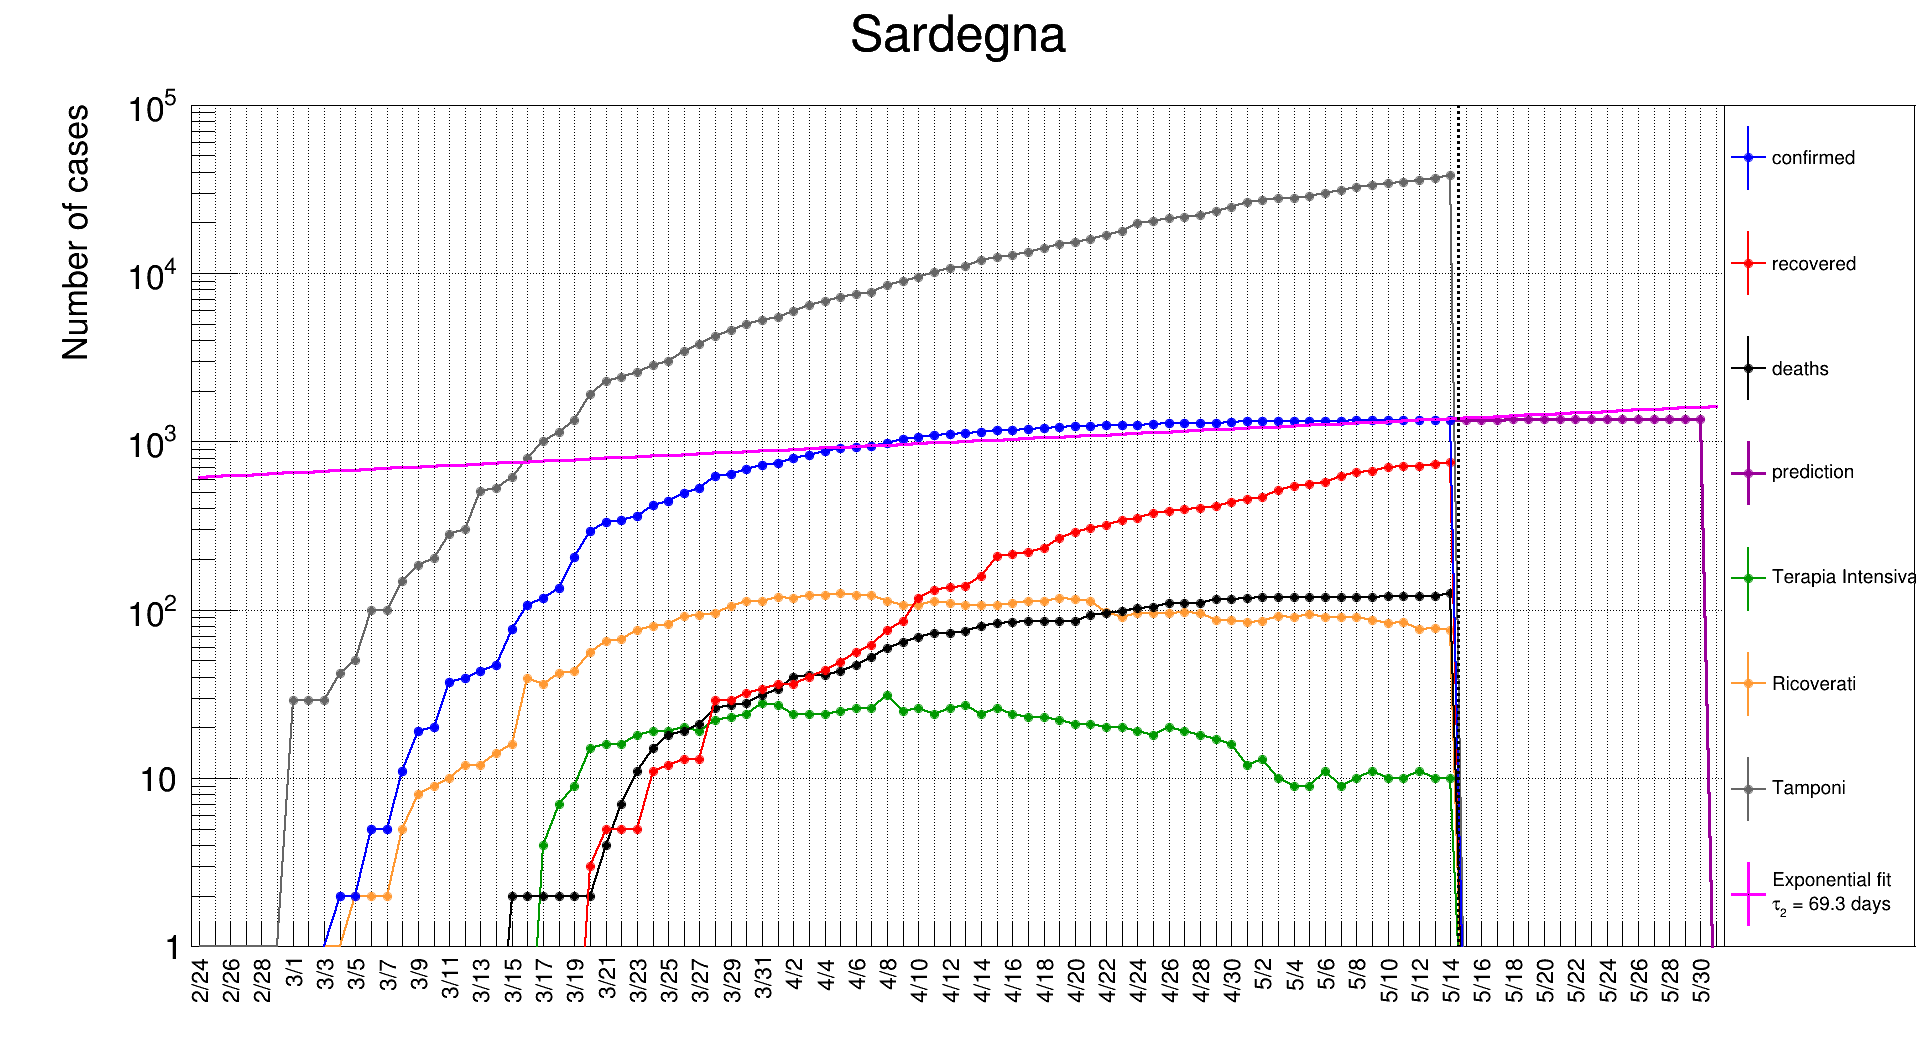 Sardegna
Number of cases
10^5
10^4
10^3
10^2
10
1
2/24 2/26 2/28 3/1 3/3 3/5 3/7 3/9 3/11 3/13 3/15 3/17 3/19 3/21 3/23 3/25 3/27 3/29 3/31 4/2 4/4 4/6 4/8 4/10 4/12 4/14 4/16 4/18 4/20 4/22 4/24 4/26 4/28 4/30 5/2 5/4 5/6 5/8 5/10 5/12 5/14 5/16 5/18 5/20 5/22 5/24 5/26 5/28 5/30
confirmed
recovered
deaths
prediction
Terapia Intensiva
Ricoverati
Tamponi
Exponential fit
τ₂ = 69.3 days